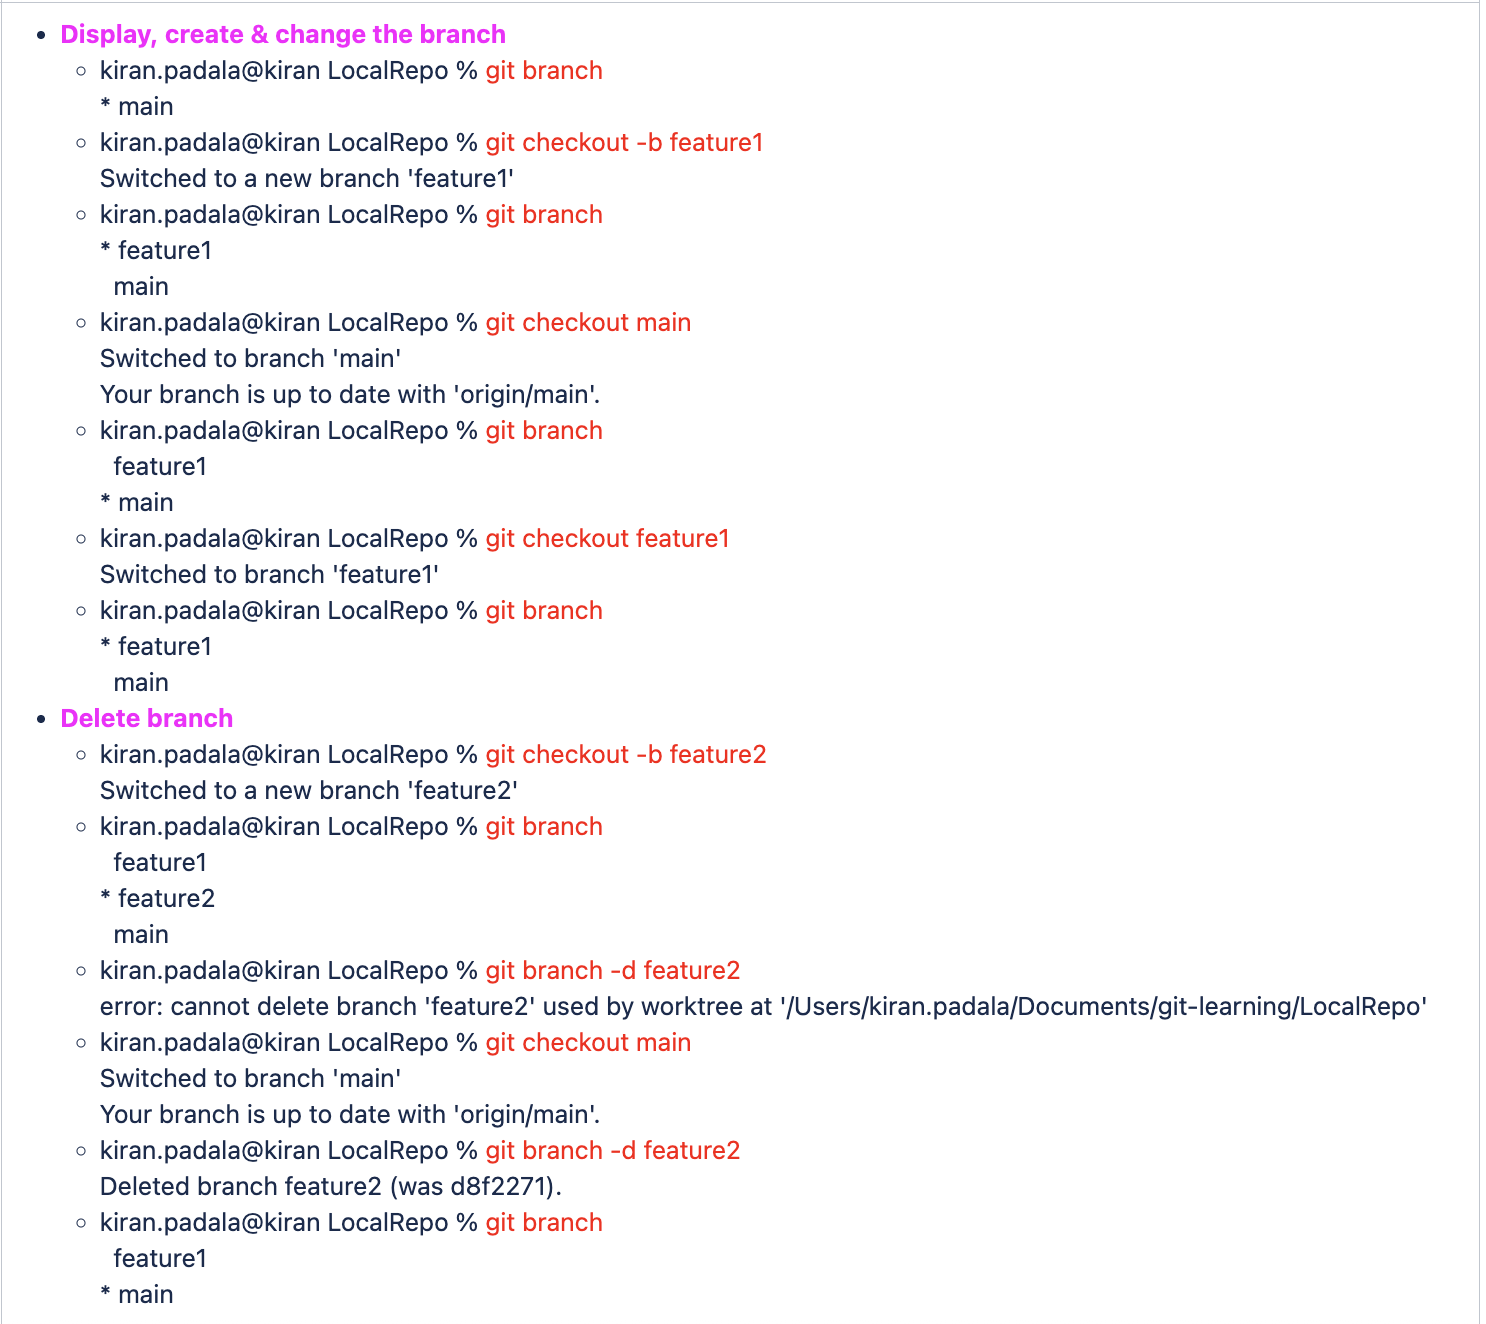 Display, create & change the branch
kiran.padala@kiran LocalRepo % git branch
* main
kiran.padala@kiran LocalRepo % git checkout -b feature1
Switched to a new branch 'feature1'
kiran.padala@kiran LocalRepo % git branch
* feature1
main
kiran.padala@kiran LocalRepo % git checkout main
Switched to branch 'main'
Your branch is up to date with 'origin/main'.
kiran.padala@kiran LocalRepo % git branch
feature1
* main
kiran.padala@kiran LocalRepo % git checkout feature1
Switched to branch 'feature1'
kiran.padala@kiran LocalRepo % git branch
* feature1
main
Delete branch
kiran.padala@kiran LocalRepo % git checkout -b feature2
Switched to a new branch 'feature2'
kiran.padala@kiran LocalRepo % git branch
feature1
* feature2
main
kiran.padala@kiran LocalRepo % git branch -d feature2
error: cannot delete branch 'feature2' used by worktree at '/Users/kiran.padala/Documents/git-learning/LocalRepo'
kiran.padala@kiran LocalRepo % git checkout main
Switched to branch 'main'
Your branch is up to date with 'origin/main'.
kiran.padala@kiran LocalRepo % git branch -d feature2
Deleted branch feature2 (was d8f2271).
kiran.padala@kiran LocalRepo % git branch
feature1
* main